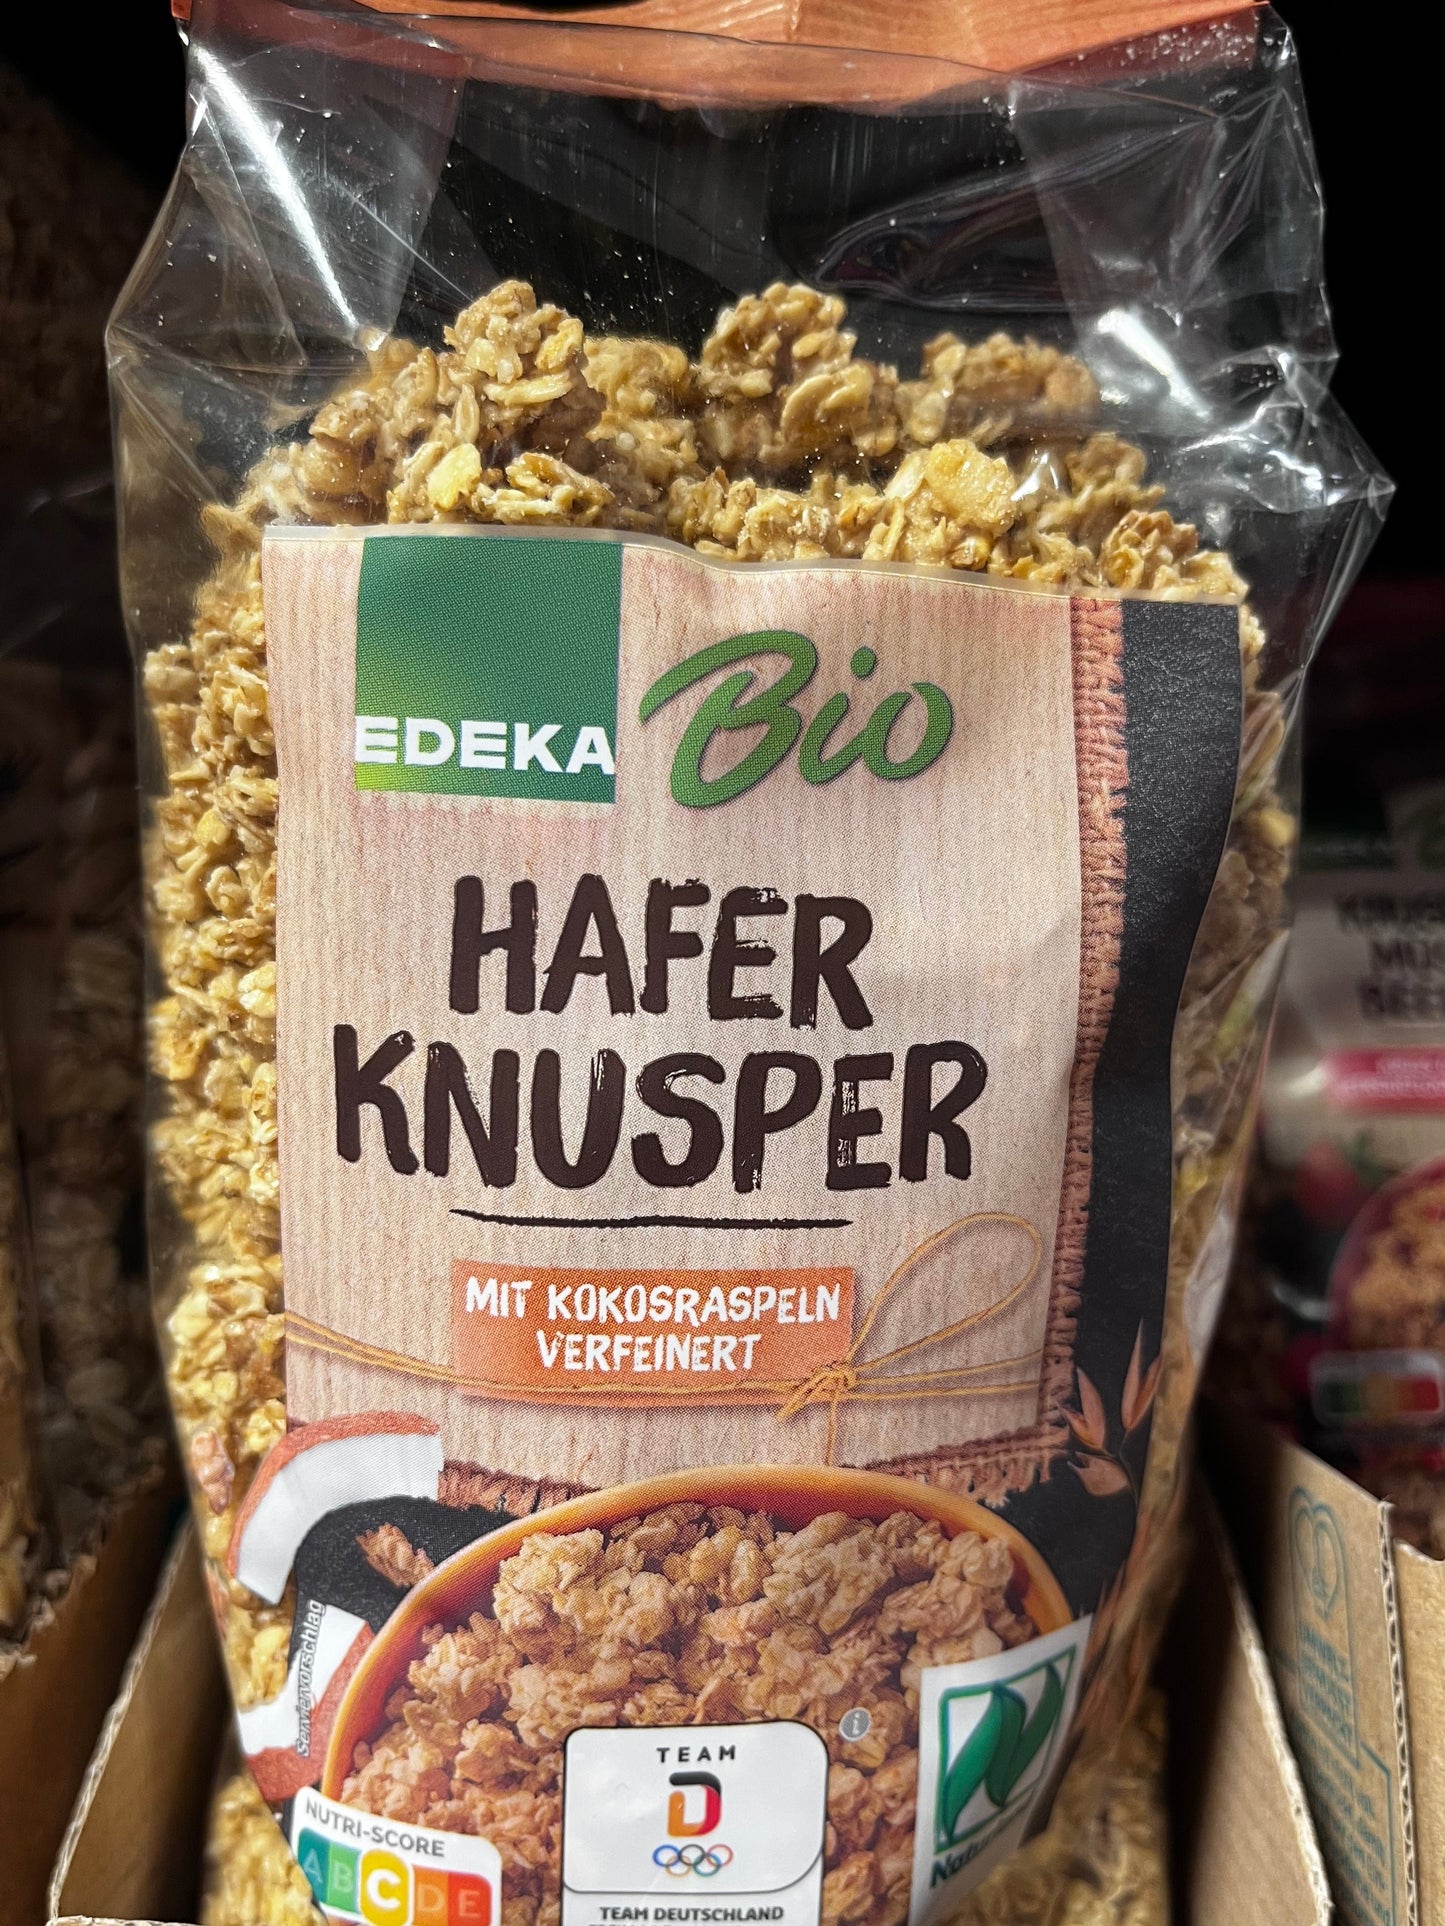 EDEKA Bio
HAFER
KNUSPER
MIT KOKOSRASPELN
VERFEINERT
Serviervorschlag
i
TEAM
D
NUTRI-SCORE
A B C D E
TEAM DEUTSCHLAND